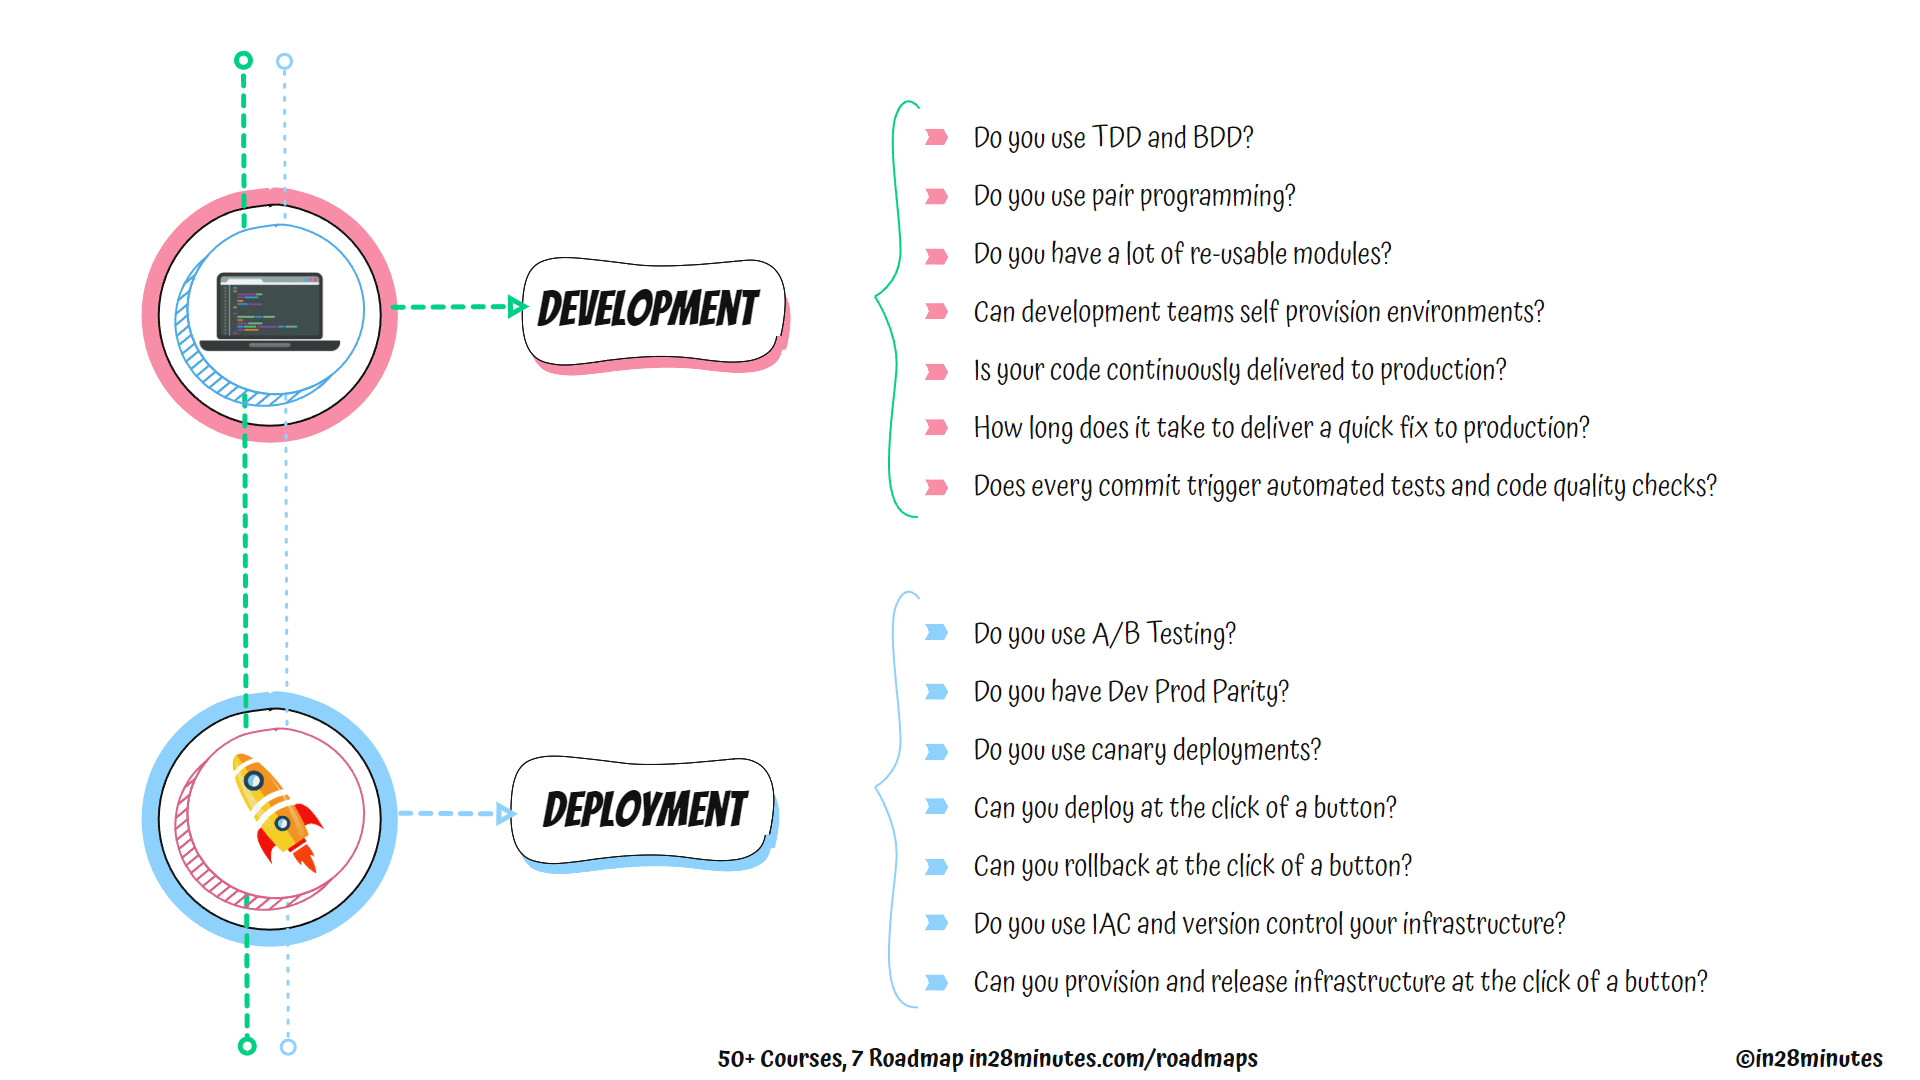 DEVELOPMENT
Do you use TDD and BDD?
Do you use pair programming?
Do you have a lot of re-usable modules?
Can development teams self provision environments?
Is your code continuously delivered to production?
How long does it take to deliver a quick fix to production?
Does every commit trigger automated tests and code quality checks?
DEPLOYMENT
Do you use A/B Testing?
Do you have Dev Prod Parity?
Do you use canary deployments?
Can you deploy at the click of a button?
Can you rollback at the click of a button?
Do you use IAC and version control your infrastructure?
Can you provision and release infrastructure at the click of a button?
50+ Courses, 7 Roadmap in28minutes.com/roadmaps
©in28minutes